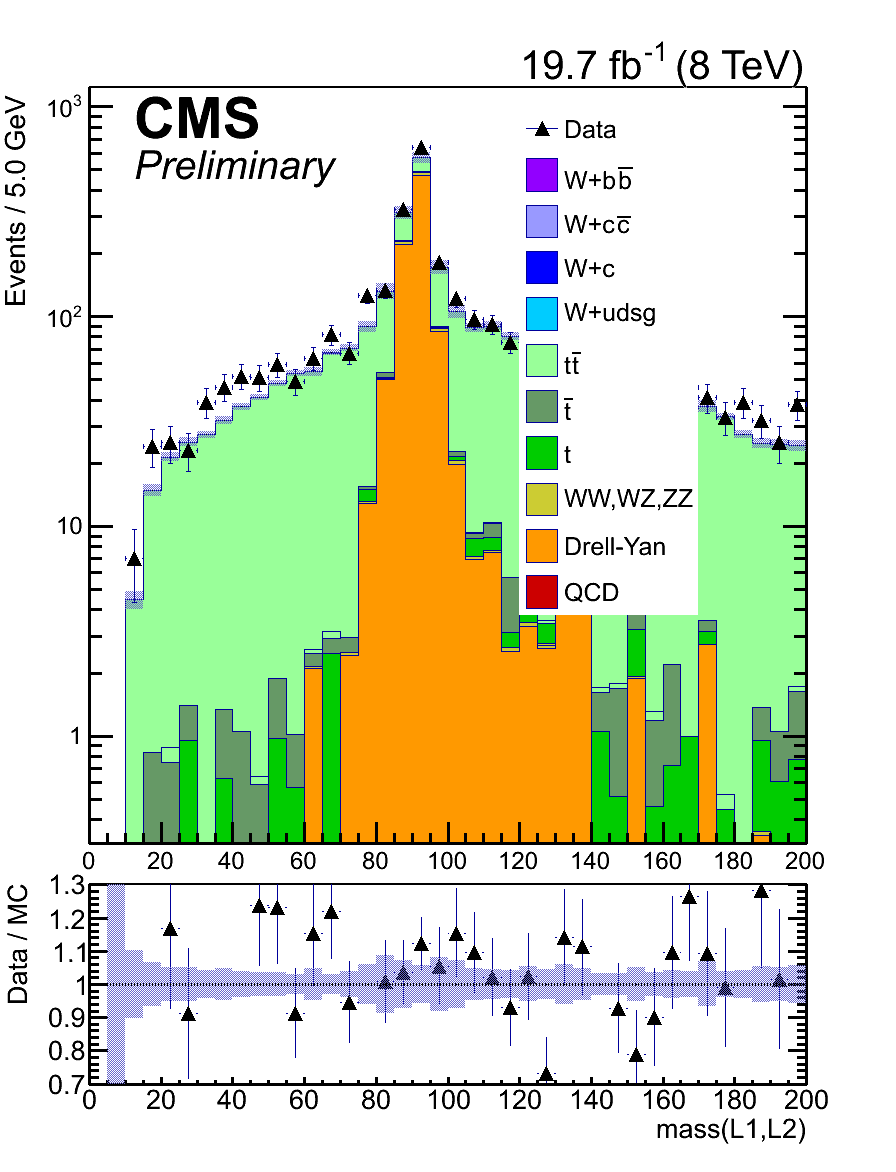 19.7 fb⁻¹ (8 TeV)
Events / 5.0 GeV
10³
10²
10
1
CMS
Preliminary
Data
W+bb̅
W+cc̅
W+c
W+udsg
tt̅
t̅
t
WW,WZ,ZZ
Drell-Yan
QCD
0 20 40 60 80 100 120 140 160 180 200
Data / MC
1.3
1.2
1.1
1
0.9
0.8
0.7
0 20 40 60 80 100 120 140 160 180 200
mass(L1,L2)